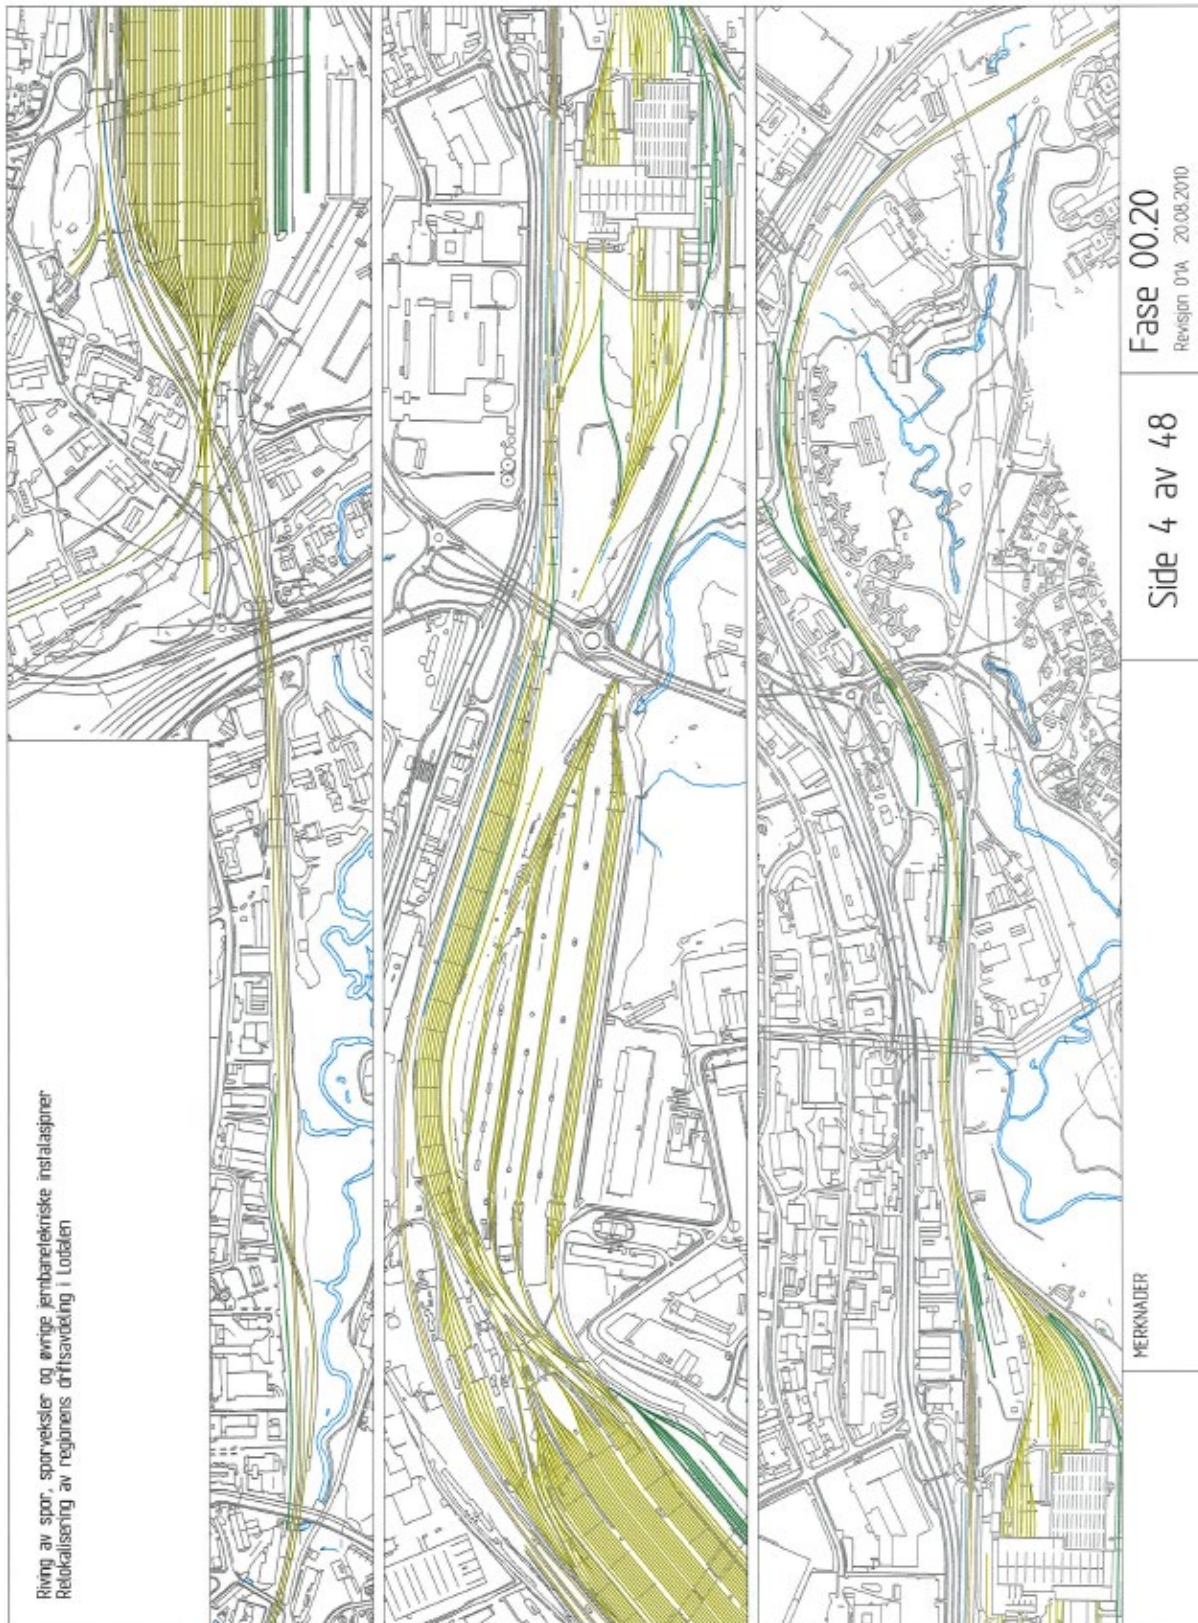 Riving av spor, sporveksler og øvrige jernbanetekniske instalasjoner
Relokalisering av regionens driftsavdeling i Lodalen
MERKNADER
Side 4 av 48
Fase 00.20
Revisjon 01A 20.08.2010